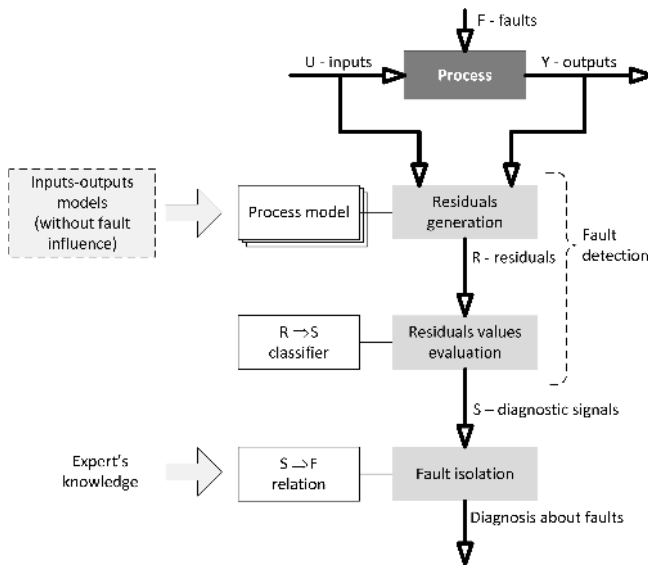 F - faults
U - inputs
Process
Y - outputs
Inputs-outputs
models
(without fault
influence)
Process model
Residuals
generation
Fault
detection
R - residuals
R → S
classifier
Residuals values
evaluation
S – diagnostic signals
Expert's
knowledge
S → F
relation
Fault isolation
Diagnosis about faults